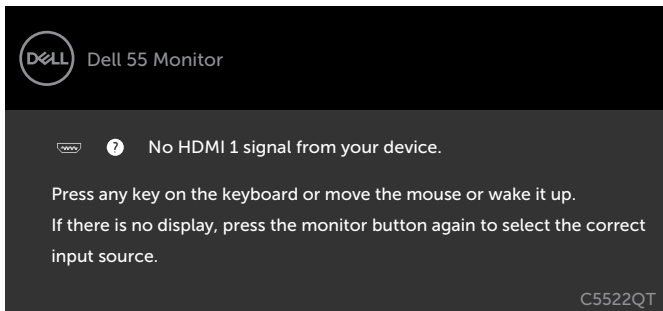 DELL
Dell 55 Monitor
? No HDMI 1 signal from your device.
Press any key on the keyboard or move the mouse or wake it up.
If there is no display, press the monitor button again to select the correct
input source.
C5522QT